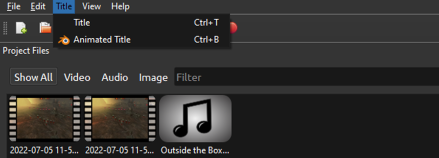 File Edit Title View Help
Title Ctrl+T
Animated Title Ctrl+B
Project Files
Show All Video Audio Image Filter
2022-07-05 11-5... 2022-07-05 11-5... Outside the Box...